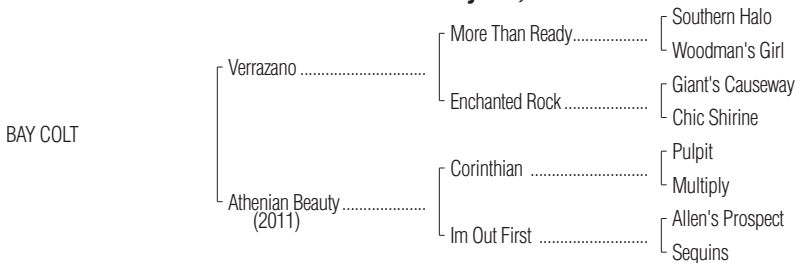 Southern Halo
More Than Ready.................
Woodman's Girl
Verrazano ............................
Giant's Causeway
Enchanted Rock...................
Chic Shirine
BAY COLT
Pulpit
Corinthian ..........................
Multiply
Athenian Beauty...................
(2011)
Allen's Prospect
Im Out First ........................
Sequins